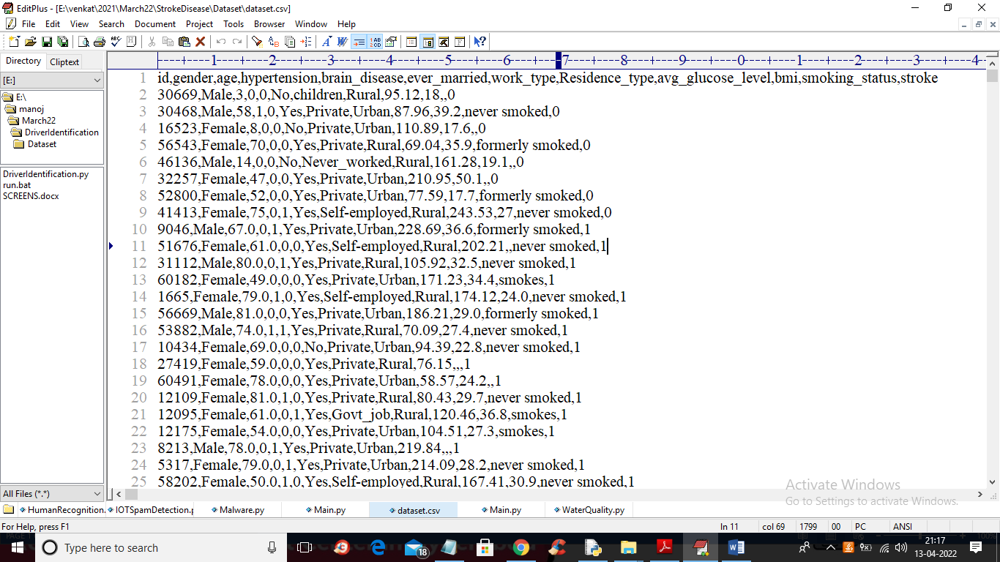 EditPlus - [E:\venkat\2021\March22\StrokeDisease\Dataset\dataset.csv]
File Edit View Search Document Project Tools Browser Window Help
Directory Cliptext
[E:]
E:\
manoj
March22
DriverIdentification
Dataset
DriverIdentification.py
run.bat
SCREENS.docx
All Files (*.*)
----+----1----+----2----+----3----+----4----+----5----+----6----+----7----+----8----+----9----+----0----+----1----+----2----+----3----+----4-
1 id,gender,age,hypertension,brain_disease,ever_married,work_type,Residence_type,avg_glucose_level,bmi,smoking_status,stroke
2 30669,Male,3,0,0,No,children,Rural,95.12,18,,0
3 30468,Male,58,1,0,Yes,Private,Urban,87.96,39.2,never smoked,0
4 16523,Female,8,0,0,No,Private,Urban,110.89,17.6,,0
5 56543,Female,70,0,0,Yes,Private,Rural,69.04,35.9,formerly smoked,0
6 46136,Male,14,0,0,No,Never_worked,Rural,161.28,19.1,,0
7 32257,Female,47,0,0,Yes,Private,Urban,210.95,50.1,,0
8 52800,Female,52,0,0,Yes,Private,Urban,77.59,17.7,formerly smoked,0
9 41413,Female,75,0,1,Yes,Self-employed,Rural,243.53,27,never smoked,0
10 9046,Male,67.0,0,1,Yes,Private,Urban,228.69,36.6,formerly smoked,1
11 51676,Female,61.0,0,0,Yes,Self-employed,Rural,202.21,,never smoked,1
12 31112,Male,80.0,0,1,Yes,Private,Rural,105.92,32.5,never smoked,1
13 60182,Female,49.0,0,0,Yes,Private,Urban,171.23,34.4,smokes,1
14 1665,Female,79.0,1,0,Yes,Self-employed,Rural,174.12,24.0,never smoked,1
15 56669,Male,81.0,0,0,Yes,Private,Urban,186.21,29.0,formerly smoked,1
16 53882,Male,74.0,1,1,Yes,Private,Rural,70.09,27.4,never smoked,1
17 10434,Female,69.0,0,0,No,Private,Urban,94.39,22.8,never smoked,1
18 27419,Female,59.0,0,0,Yes,Private,Rural,76.15,,,1
19 60491,Female,78.0,0,0,Yes,Private,Urban,58.57,24.2,,1
20 12109,Female,81.0,1,0,Yes,Private,Rural,80.43,29.7,never smoked,1
21 12095,Female,61.0,0,1,Yes,Govt_job,Rural,120.46,36.8,smokes,1
22 12175,Female,54.0,0,0,Yes,Private,Urban,104.51,27.3,smokes,1
23 8213,Male,78.0,0,1,Yes,Private,Urban,219.84,,,1
24 5317,Female,79.0,0,1,Yes,Private,Urban,214.09,28.2,never smoked,1
25 58202,Female,50.0,1,0,Yes,Self-employed,Rural,167.41,30.9,never smoked,1
Activate Windows
Go to Settings to activate Windows.
HumanRecognition. IOTSpamDetection.p Malware.py Main.py dataset.csv Main.py WaterQuality.py
For Help, press F1 ln 11 col 69 1799 00 PC ANSI
Type here to search
18
21:17
13-04-2022